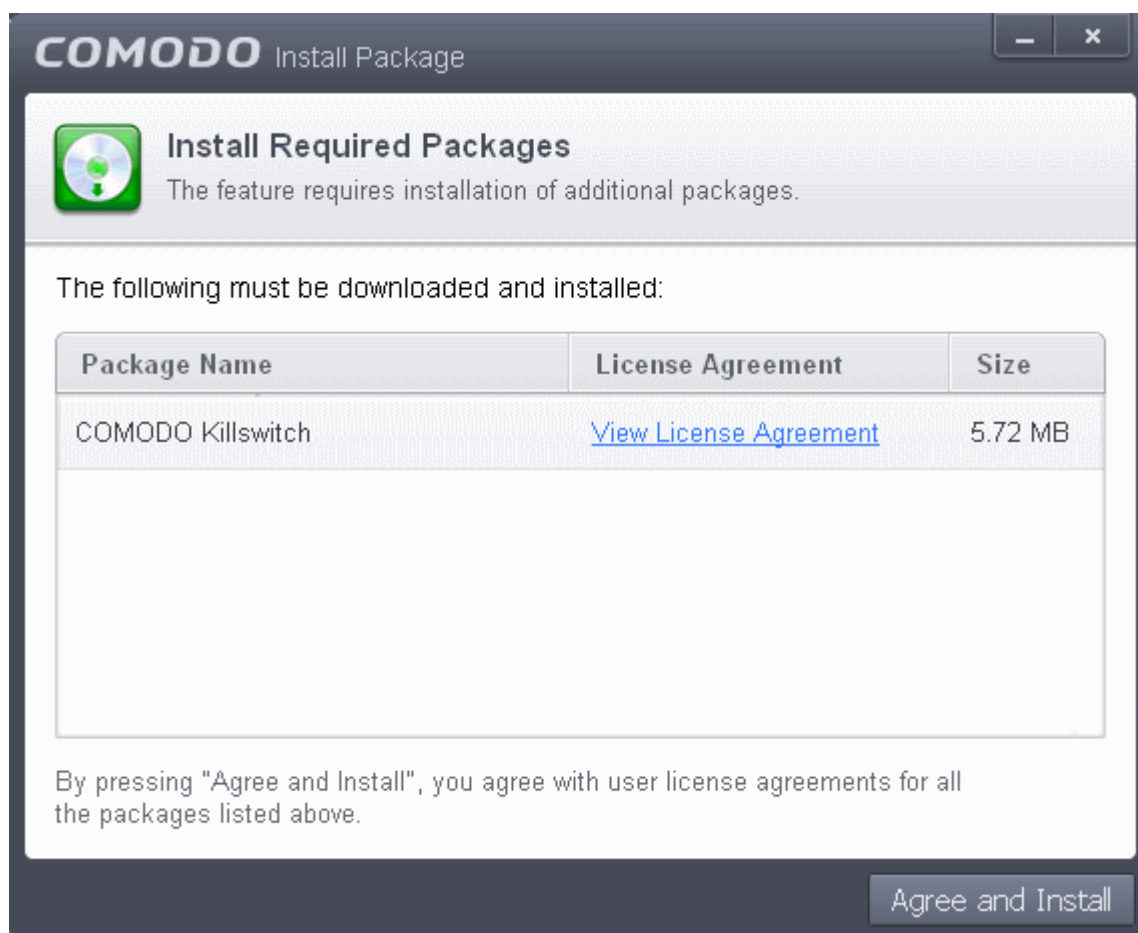 COMODO Install Package
Install Required Packages
The feature requires installation of additional packages.
The following must be downloaded and installed:
Package Name License Agreement Size
COMODO Killswitch View License Agreement 5.72 MB
By pressing "Agree and Install", you agree with user license agreements for all
the packages listed above.
Agree and Install